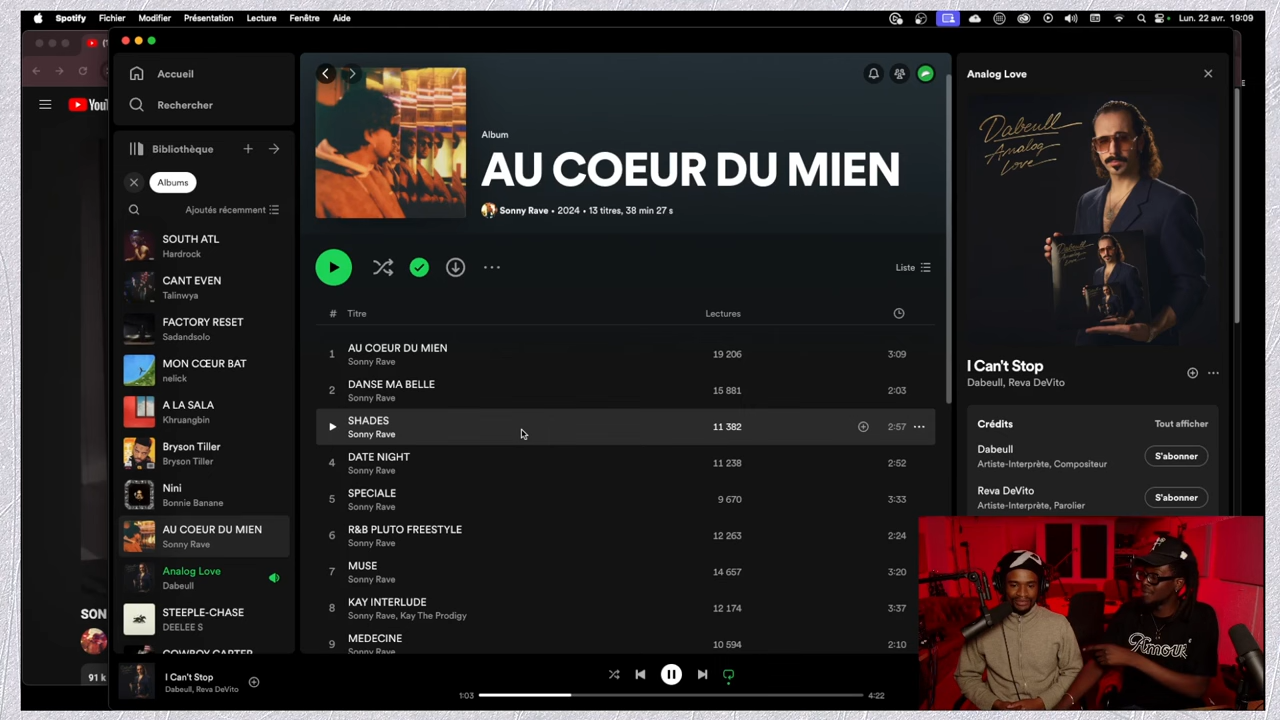 Spotify Fichier Modifier Présentation Lecture Fenêtre Aide
Lun. 22 avr. 19:09
You
SON
91 k
Accueil
Rechercher
Bibliothèque
Albums
Ajoutés récemment
SOUTH ATL
Hardrock
CANT EVEN
Talinwya
FACTORY RESET
Sadandsolo
MON CŒUR BAT
nelick
A LA SALA
Khruangbin
Bryson Tiller
Bryson Tiller
Nini
Bonnie Banane
AU COEUR DU MIEN
Sonny Rave
Analog Love
Dabeull
STEEPLE-CHASE
DEELEE S
COWBOY CARTER
Album
AU COEUR DU MIEN
Sonny Rave • 2024 • 13 titres, 38 min 27 s
Liste
# Titre Lectures
1 AU COEUR DU MIEN 19 206 3:09
Sonny Rave
2 DANSE MA BELLE 15 881 2:03
Sonny Rave
SHADES 11 382 2:57
Sonny Rave
4 DATE NIGHT 11 238 2:52
Sonny Rave
5 SPECIALE 9 670 3:33
Sonny Rave
6 R&B PLUTO FREESTYLE 12 263 2:24
Sonny Rave
7 MUSE 14 657 3:20
Sonny Rave
8 KAY INTERLUDE 12 174 3:37
Sonny Rave, Kay The Prodigy
9 MEDECINE 10 594 2:10
Sonny Rave
Analog Love
Dabeull
Analog
Love
I Can't Stop
Dabeull, Reva DeVito
Crédits Tout afficher
Dabeull S'abonner
Artiste-Interprète, Compositeur
Reva DeVito S'abonner
Artiste-Interprète, Parolier
Amour
I Can't Stop
Dabeull, Reva DeVito
1:03 4:22